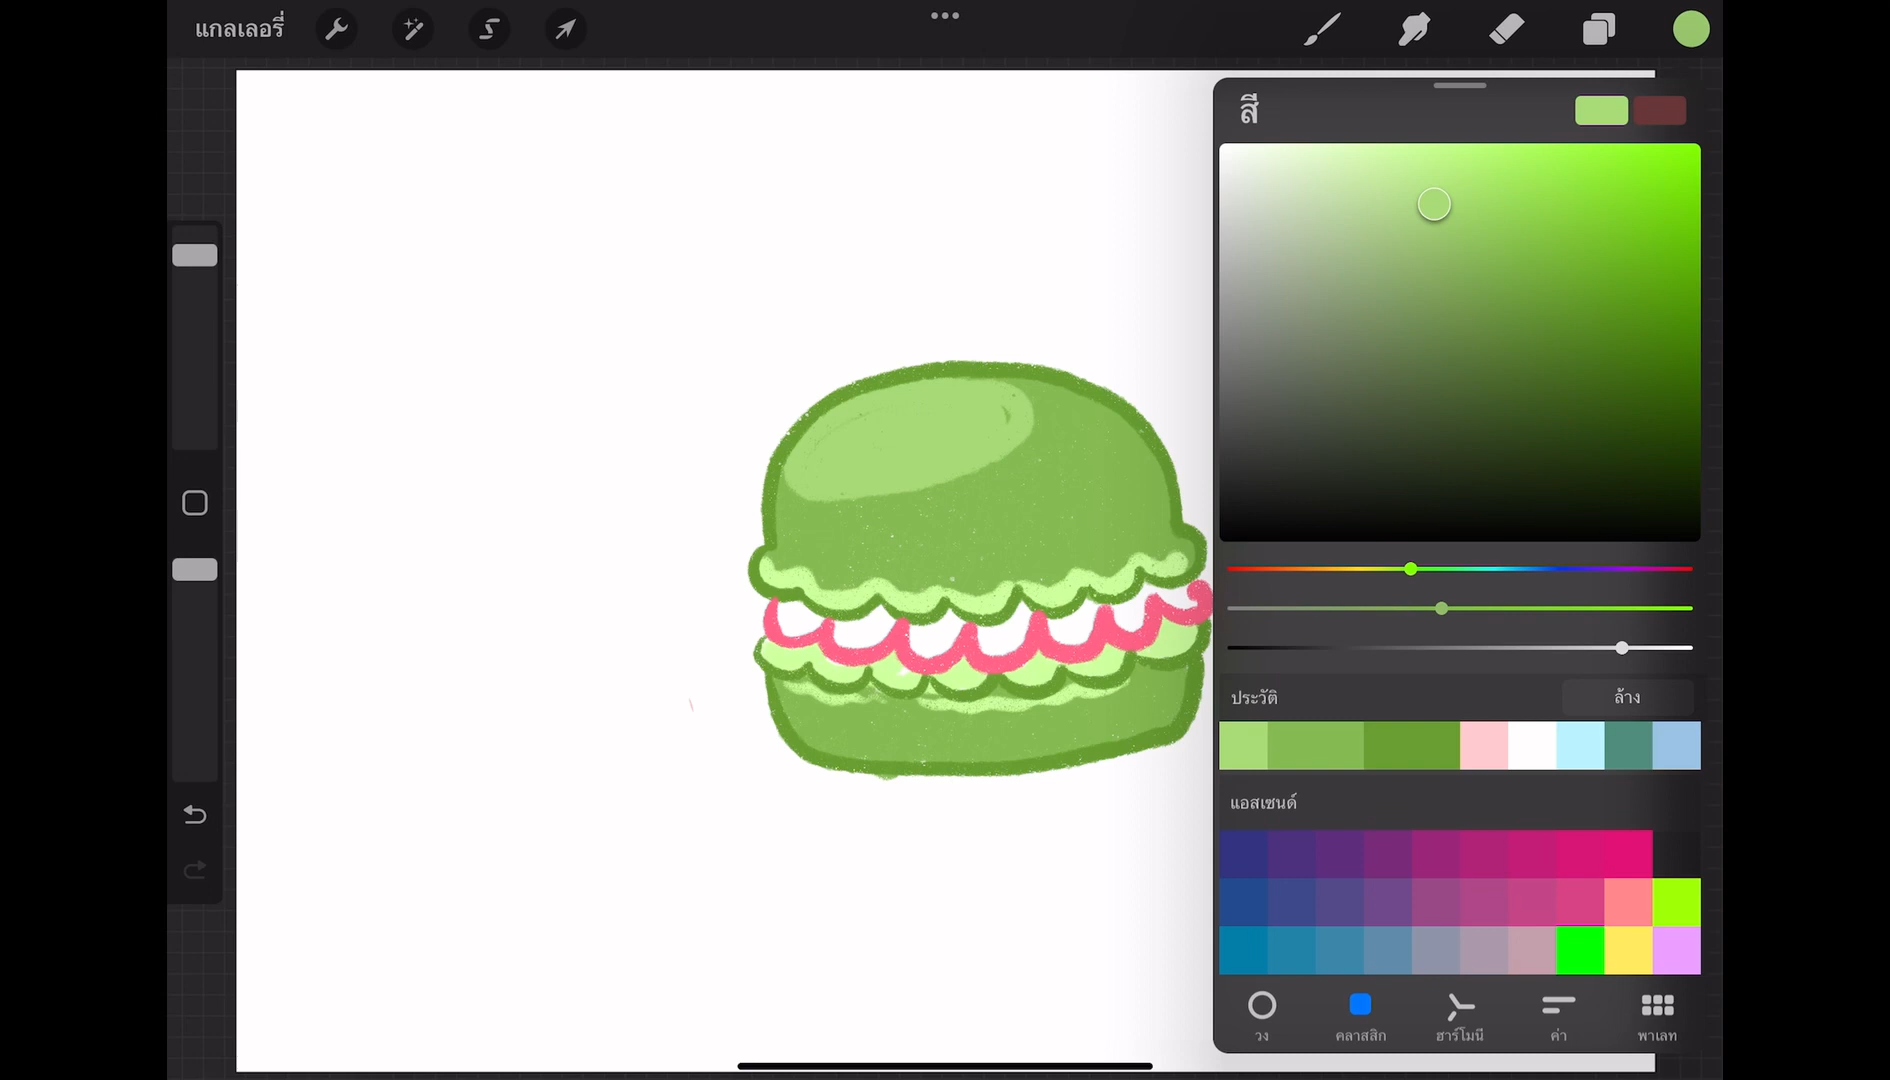 แกลเลอรี่
สี
ประวัติ
ล้าง
แอสเซนด์
วง
คลาสสิก
ฮาร์โมนี
ค่า
พาเลท